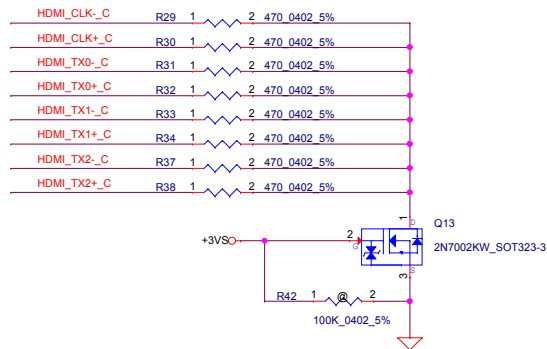 HDMI_CLK-_C R29 1 2 470_0402_5%
HDMI_CLK+_C R30 1 2 470_0402_5%
HDMI_TX0-_C R31 1 2 470_0402_5%
HDMI_TX0+_C R32 1 2 470_0402_5%
HDMI_TX1-_C R33 1 2 470_0402_5%
HDMI_TX1+_C R34 1 2 470_0402_5%
HDMI_TX2-_C R37 1 2 470_0402_5%
HDMI_TX2+_C R38 1 2 470_0402_5%
1 D
Q13
+3VS 2 G
2N7002KW_SOT323-3
3 S
R42 1 @ 2
100K_0402_5%